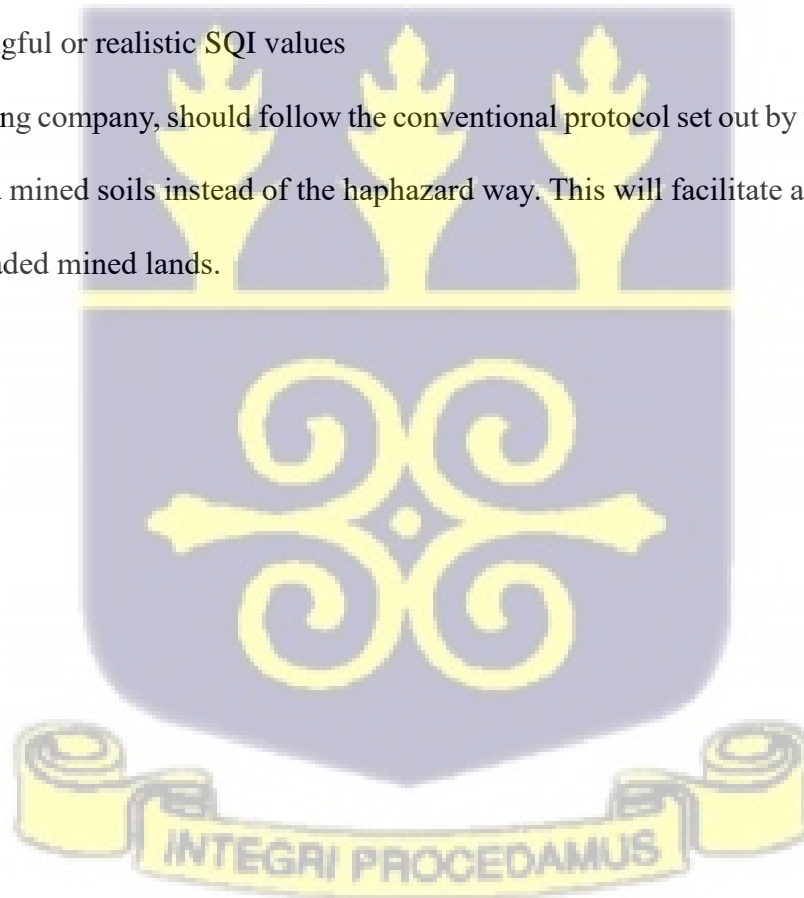 gful or realistic SQI values
ng company, should follow the conventional protocol set out by
mined soils instead of the haphazard way. This will facilitate a
ded mined lands.
INTEGRI PROCEDAMUS